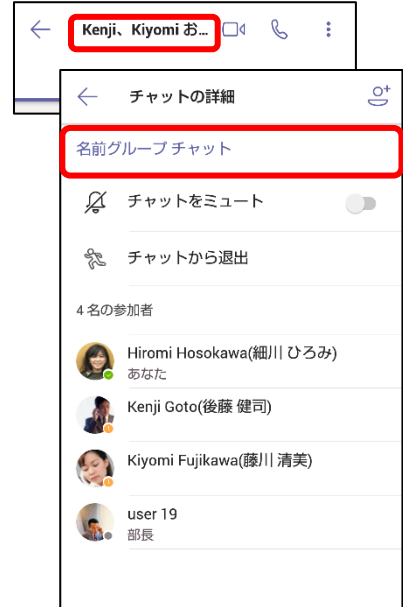 Kenji、Kiyomi お…
チャットの詳細
名前グループ チャット
チャットをミュート
チャットから退出
4 名の参加者
Hiromi Hosokawa(細川 ひろみ)
あなた
Kenji Goto(後藤 健司)
Kiyomi Fujikawa(藤川 清美)
user 19
部長